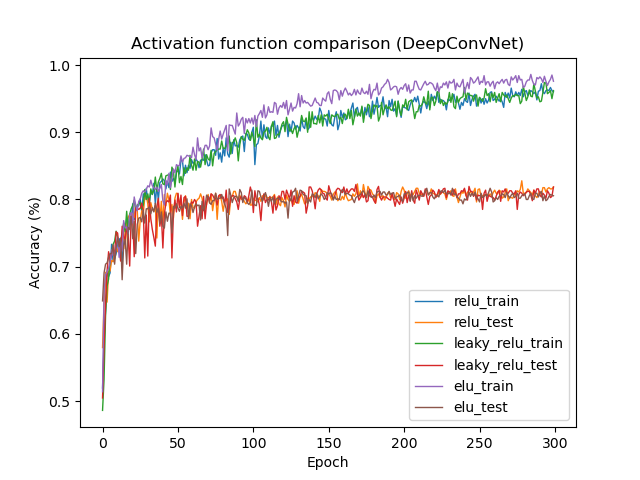 Activation function comparison (DeepConvNet)
1.0
0.9
0.8
0.7
0.6
0.5
Accuracy (%)
0 50 100 150 200 250 300
Epoch
relu_train
relu_test
leaky_relu_train
leaky_relu_test
elu_train
elu_test